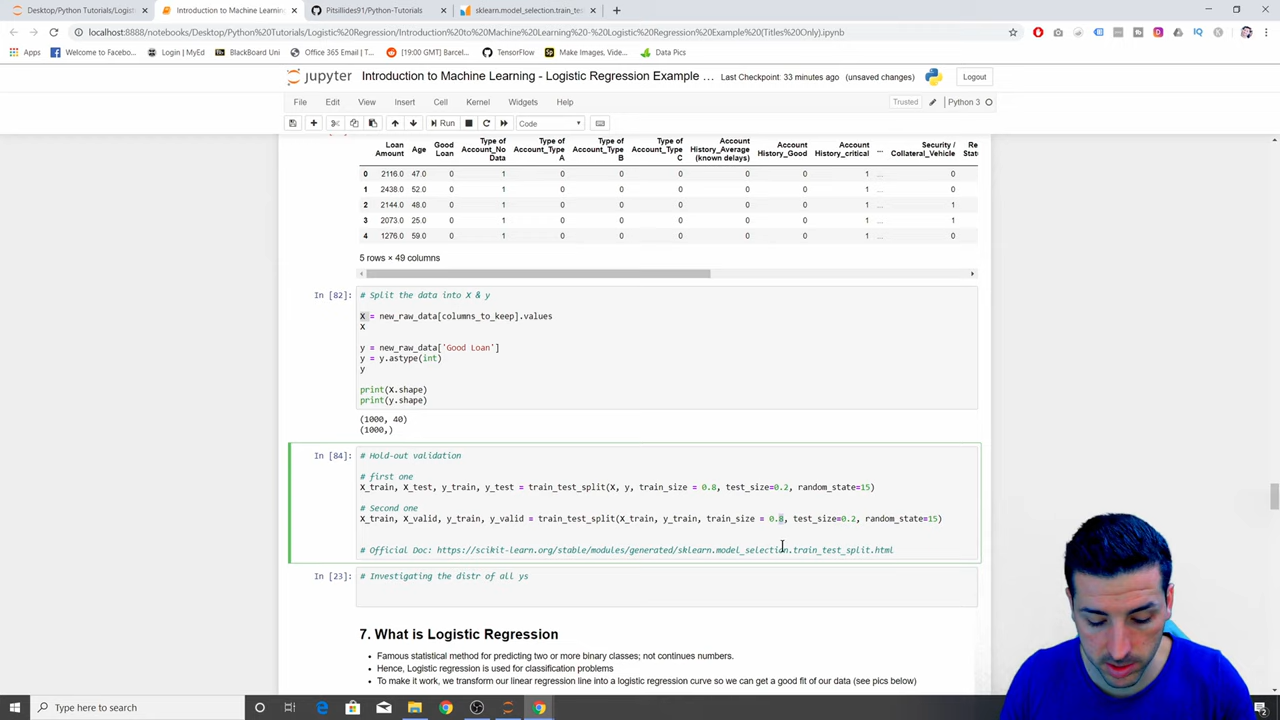 Desktop/Python Tutorials/Logisti
Introduction to Machine Learning
Pitsillides91/Python-Tutorials
sklearn.model_selection.train_tes
localhost:8888/notebooks/Desktop/Python%20Tutorials/Logistic%20Regression/Introduction%20to%20Machine%20Learning%20-%20Logistic%20Regression%20Example%20(Titles%20Only).ipynb
Apps
Welcome to Faceboo...
Login | MyEd
BlackBoard Uni
Office 365 Email | T...
[19:00 GMT] Barcel...
TensorFlow
Make Images, Vide...
Data Pics
jupyter Introduction to Machine Learning - Logistic Regression Example ... Last Checkpoint: 33 minutes ago (unsaved changes) Logout
File Edit View Insert Cell Kernel Widgets Help Trusted Python 3
Run Code
Loan Amount Age Good Loan Type of Account_No Data Type of Account_Type A Type of Account_Type B Type of Account_Type C Account History_Average (known delays) Account History_Good Account History_critical ... Security / Collateral_Vehicle Re Stat
0 2116.0 47.0 0 1 0 0 0 0 0 1 ... 0
1 2438.0 52.0 0 1 0 0 0 0 0 1 ... 0
2 2144.0 48.0 0 1 0 0 0 0 0 1 ... 1
3 2073.0 25.0 0 1 0 0 0 0 0 1 ... 1
4 1276.0 59.0 0 1 0 0 0 0 0 1 ... 0
5 rows × 49 columns
In [82]: # Split the data into X & y
X = new_raw_data[columns_to_keep].values
X
y = new_raw_data['Good Loan']
y = y.astype(int)
y
print(X.shape)
print(y.shape)
(1000, 40)
(1000,)
In [84]: # Hold-out validation
# first one
X_train, X_test, y_train, y_test = train_test_split(X, y, train_size = 0.8, test_size=0.2, random_state=15)
# Second one
X_train, X_valid, y_train, y_valid = train_test_split(X_train, y_train, train_size = 0.8, test_size=0.2, random_state=15)
# Official Doc: https://scikit-learn.org/stable/modules/generated/sklearn.model_selection.train_test_split.html
In [23]: # Investigating the distr of all ys
7. What is Logistic Regression
• Famous statistical method for predicting two or more binary classes; not continues numbers.
• Hence, Logistic regression is used for classification problems
• To make it work, we transform our linear regression line into a logistic regression curve so we can get a good fit of our data (see pics below)
Type here to search